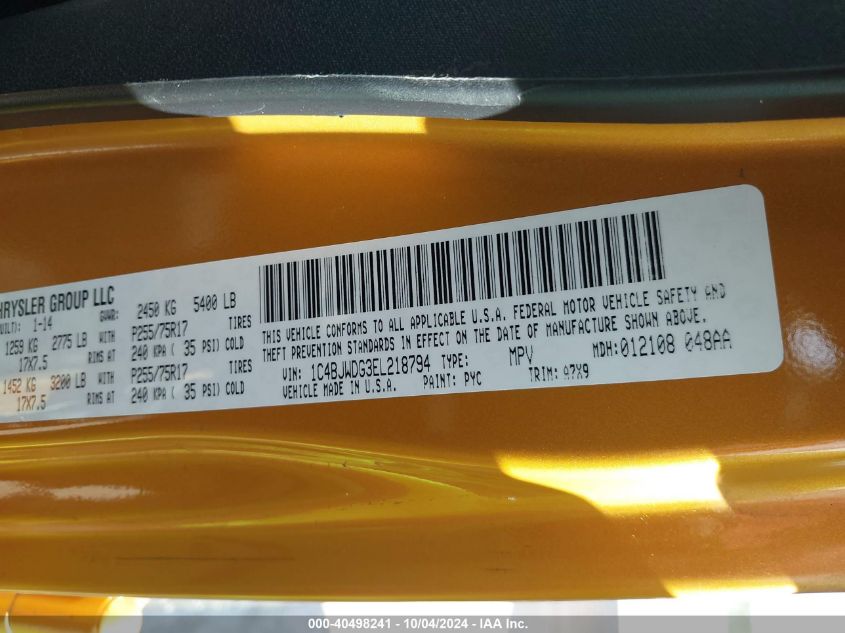 HRYSLER GROUP LLC
UILT): 1-14 GVWR: 2450 KG 5400 LB
1259 KG 2775 LB WITH P255/75R17 TIRES
17X7.5 RIMS AT 240 KPA ( 35 PSI) COLD
1452 KG 3200 LB WITH P255/75R17 TIRES
17X7.5 RIMS AT 240 KPA ( 35 PSI) COLD
THIS VEHICLE CONFORMS TO ALL APPLICABLE U.S.A. FEDERAL MOTOR VEHICLE SAFETY AND
THEFT PREVENTION STANDARDS IN EFFECT ON THE DATE OF MANUFACTURE SHOWN ABOVE.
VIN: 1C4BJWDG3EL218794 TYPE: MPV MDH:012108 048AA
VEHICLE MADE IN U.S.A. PAINT: PYC TRIM: A7X9
000-40498241 - 10/04/2024 - IAA Inc.